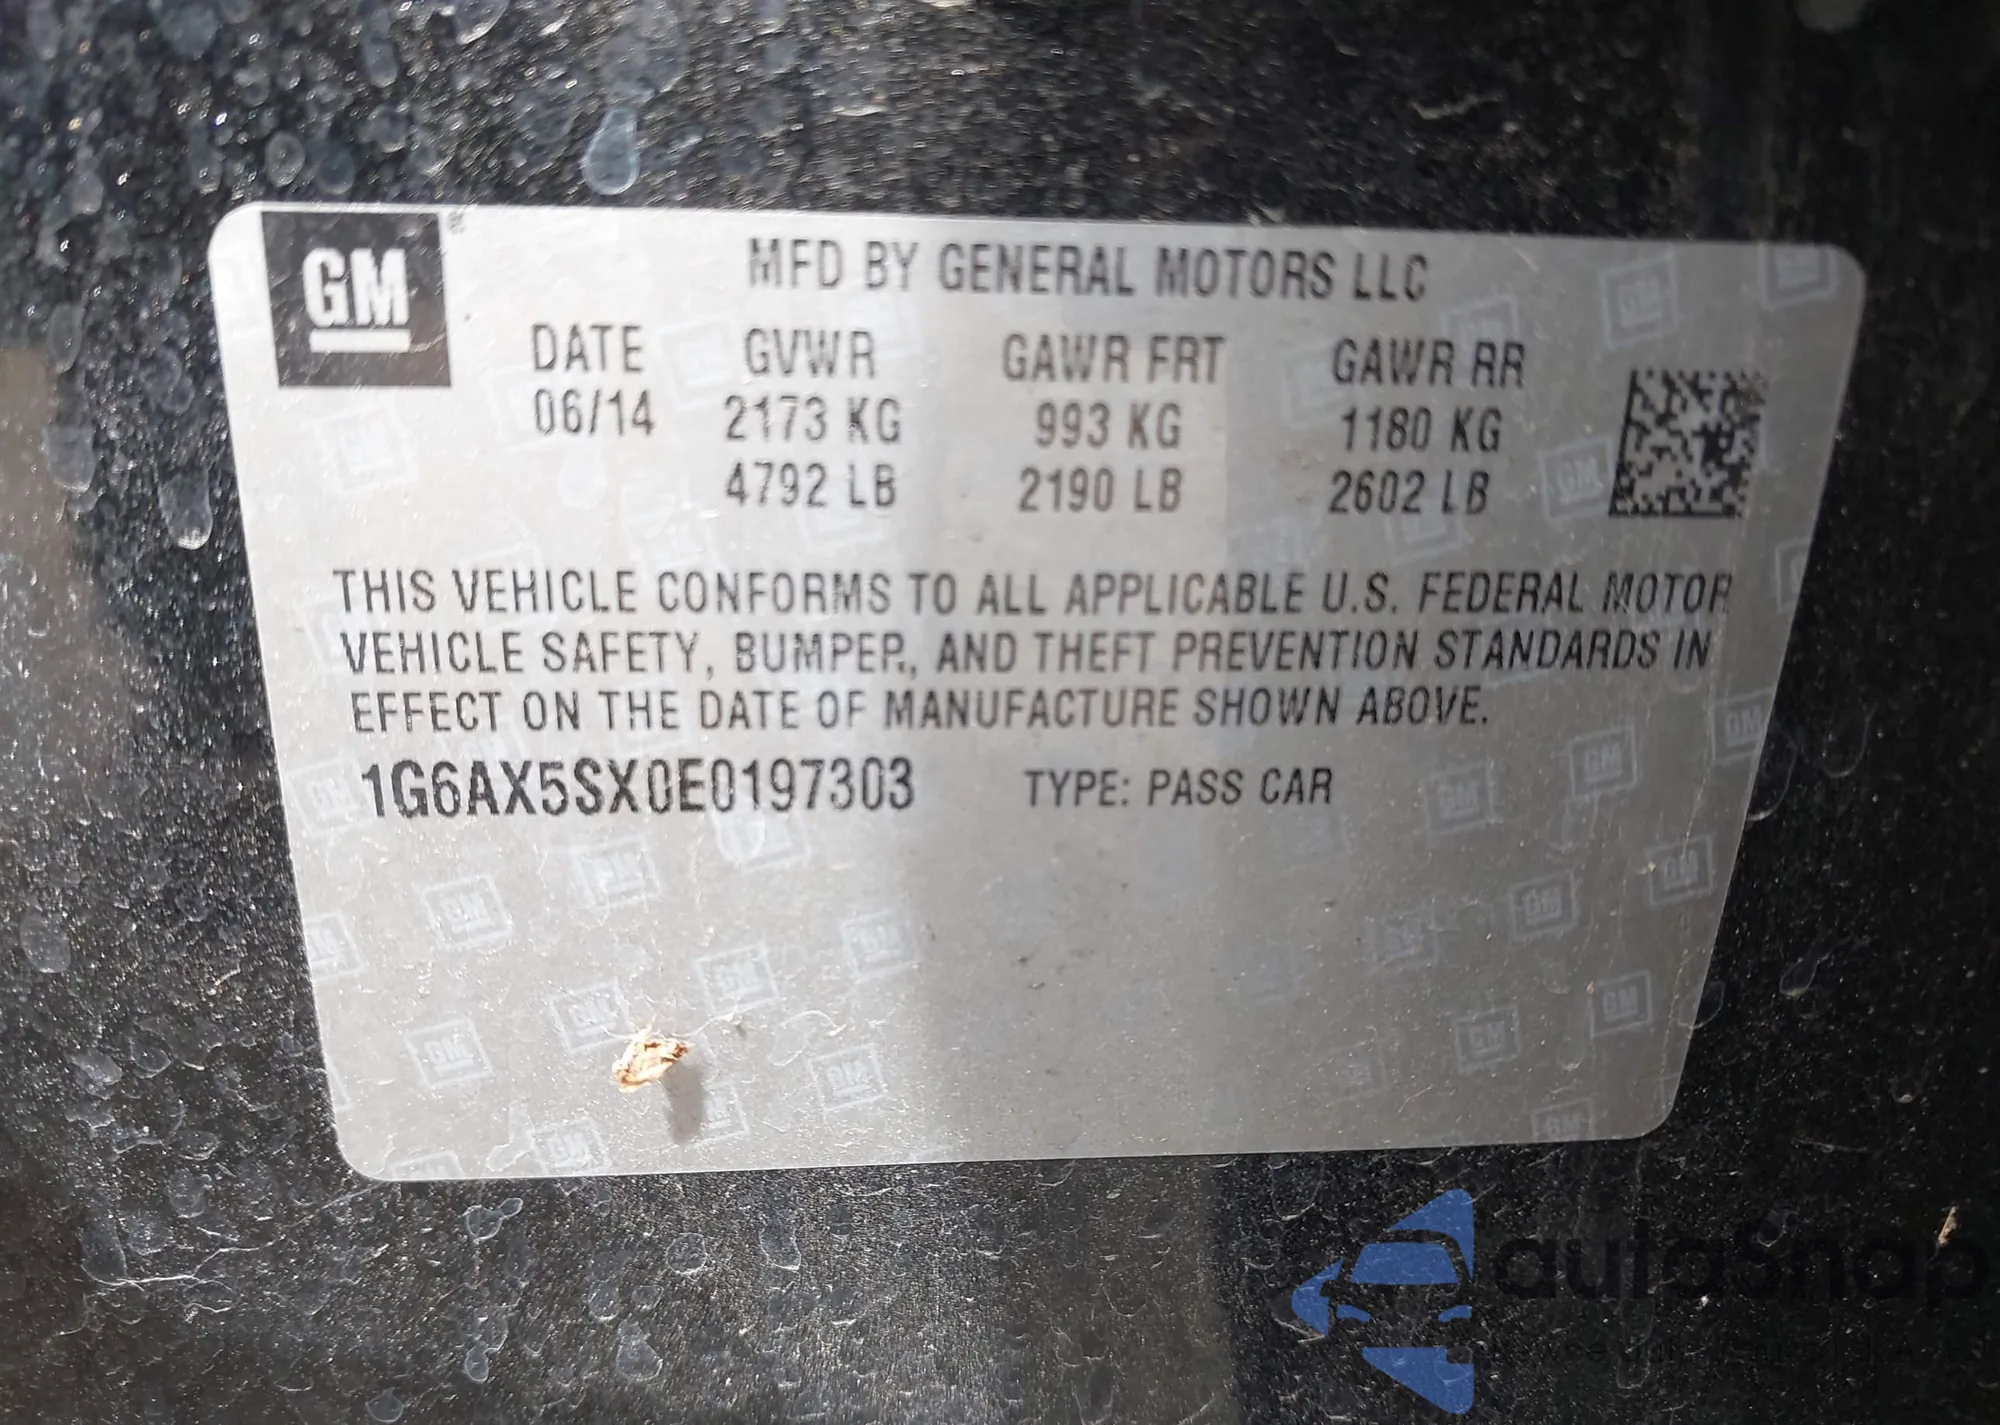 GM
MFD BY GENERAL MOTORS LLC
DATE GVWR GAWR FRT GAWR RR
06/14 2173 KG 993 KG 1180 KG
4792 LB 2190 LB 2602 LB
THIS VEHICLE CONFORMS TO ALL APPLICABLE U.S. FEDERAL MOTOR
VEHICLE SAFETY, BUMPER, AND THEFT PREVENTION STANDARDS IN
EFFECT ON THE DATE OF MANUFACTURE SHOWN ABOVE.
1G6AX5SX0E0197303 TYPE: PASS CAR
autoSnap